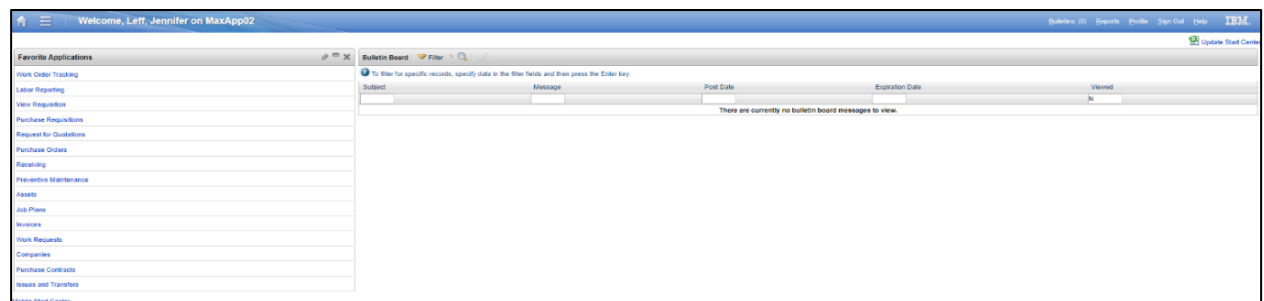 Welcome, Leff, Jennifer on MaxApp02
Bulletins: (0) Reports Profile Sign Out Help IBM.
Update Start Center
Favorite Applications
Work Order Tracking
Labor Reporting
View Requisition
Purchase Requisitions
Request for Quotations
Purchase Orders
Receiving
Preventive Maintenance
Assets
Job Plans
Invoices
Work Requests
Companies
Purchase Contracts
Issues and Transfers
Mobile Start Center
Bulletin Board Filter
To filter for specific records, specify data in the filter fields and then press the Enter key.
Subject Message Post Date Expiration Date Viewed
N
There are currently no bulletin board messages to view.